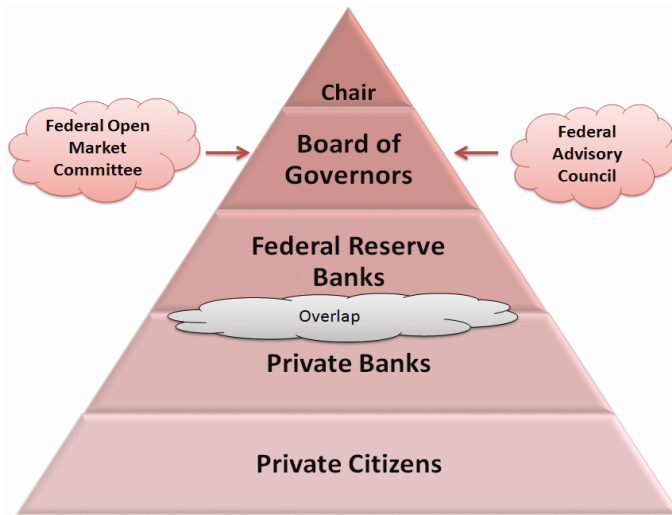 Chair
Federal Open
Market
Committee
Board of
Governors
Federal
Advisory
Council
Federal Reserve
Banks
Overlap
Private Banks
Private Citizens